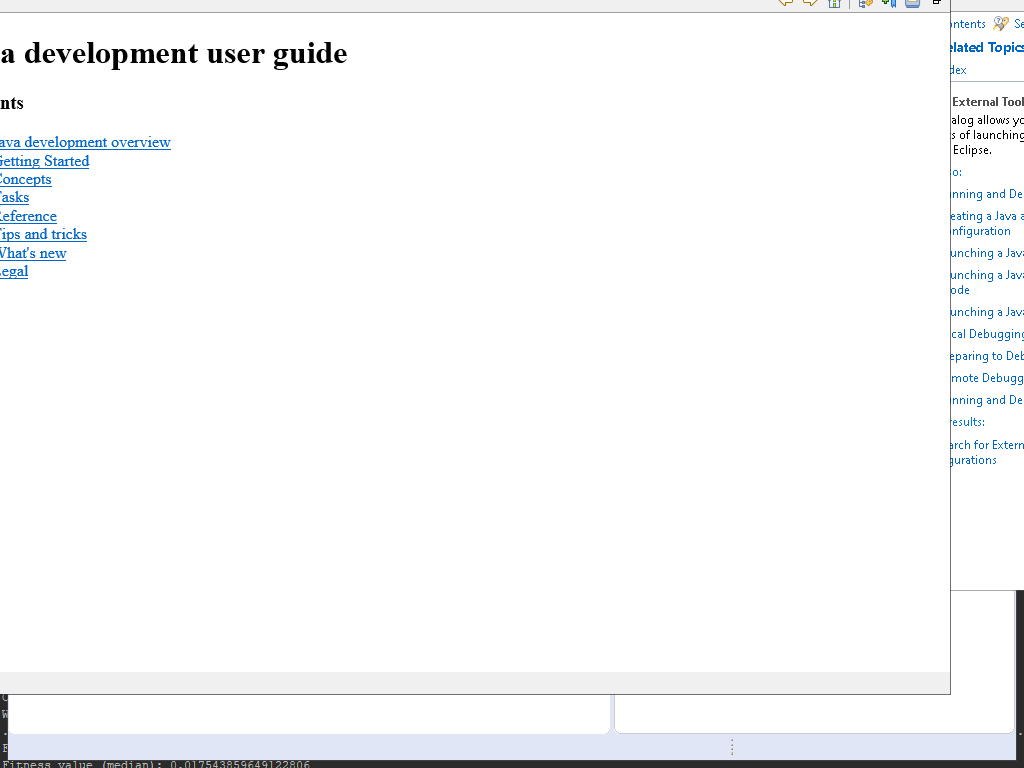 a development user guide
nts
ava development overview
Getting Started
Concepts
Tasks
Reference
Tips and tricks
What's new
Legal
ntents Se
elated Topics
dex
External Tool
alog allows yo
s of launching
Eclipse.
so:
nning and De
eating a Java a
nfiguration
unching a Java
unching a Java
ode
unching a Java
cal Debugging
eparing to Deb
mote Debugg
nning and De
results:
arch for Extern
gurations
Fitness value (median): 0.017543859649122806